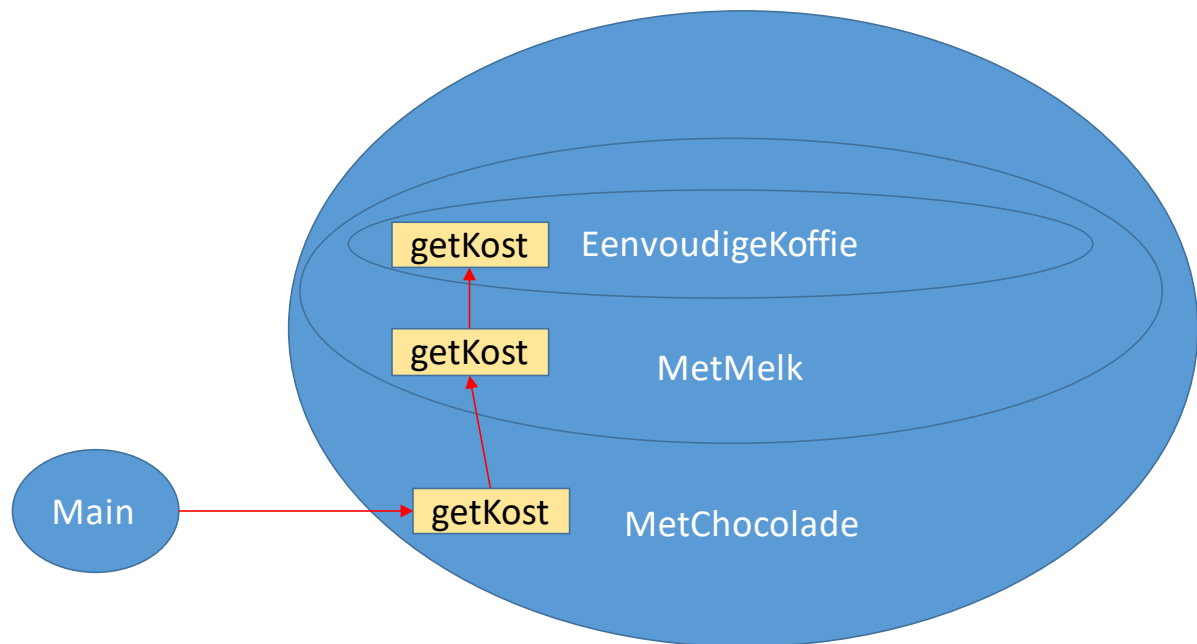 getKost
EenvoudigeKoffie
getKost
MetMelk
Main
getKost
MetChocolade